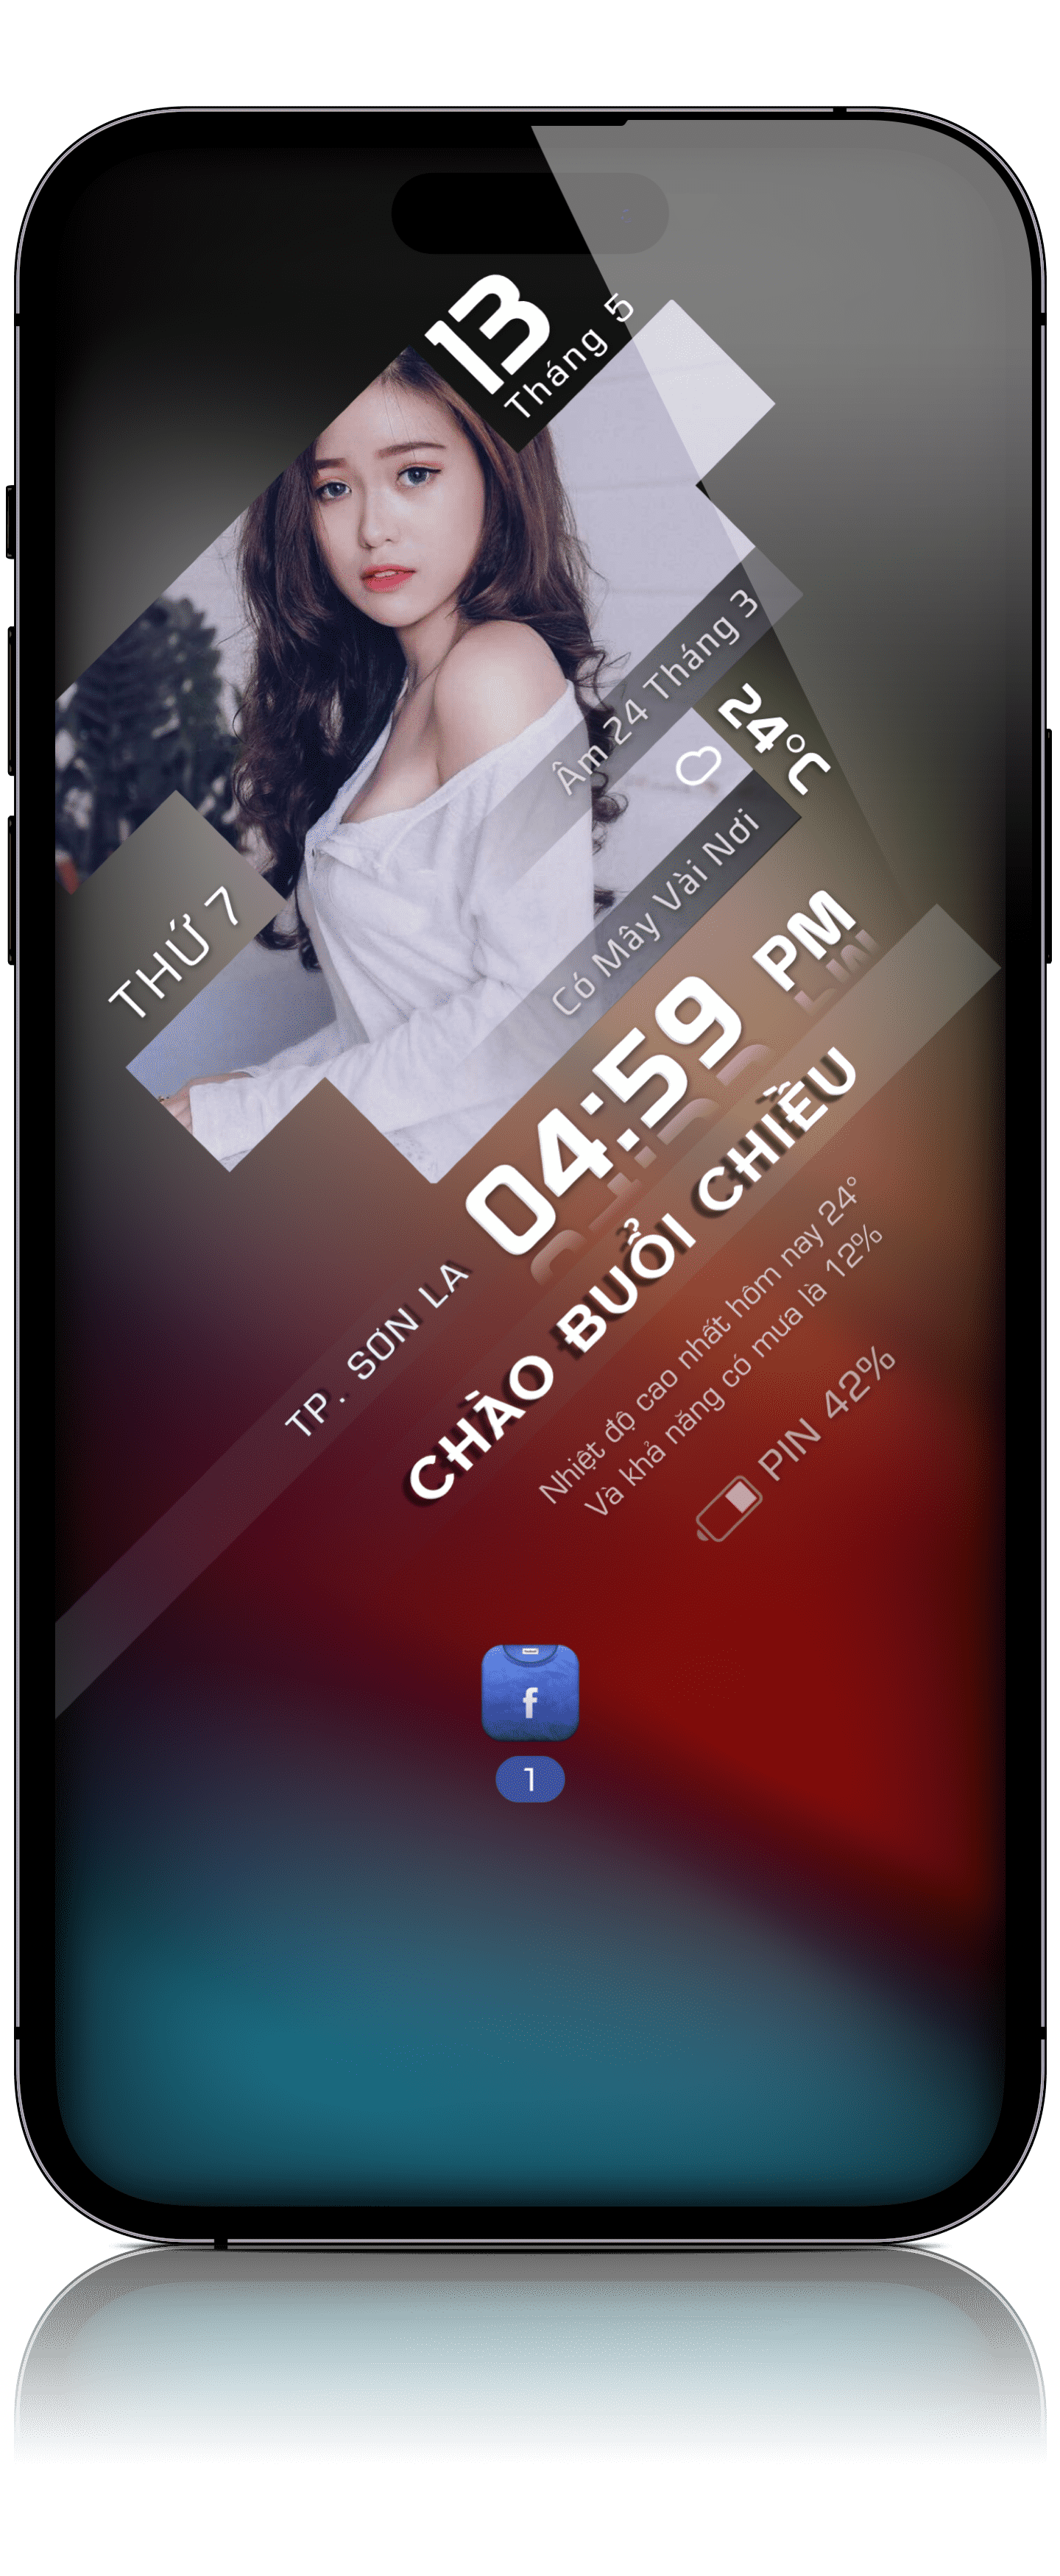 13
Tháng 5
Âm 24 Tháng 3
24°C
Có Mây Vài Nơi
THỨ 7
04:59 PM
TP. SƠN LA
CHÀO BUỔI CHIỀU
Nhiệt độ cao nhất hôm nay 24°
Và khả năng có mưa là 12%
PIN 42%
f
1